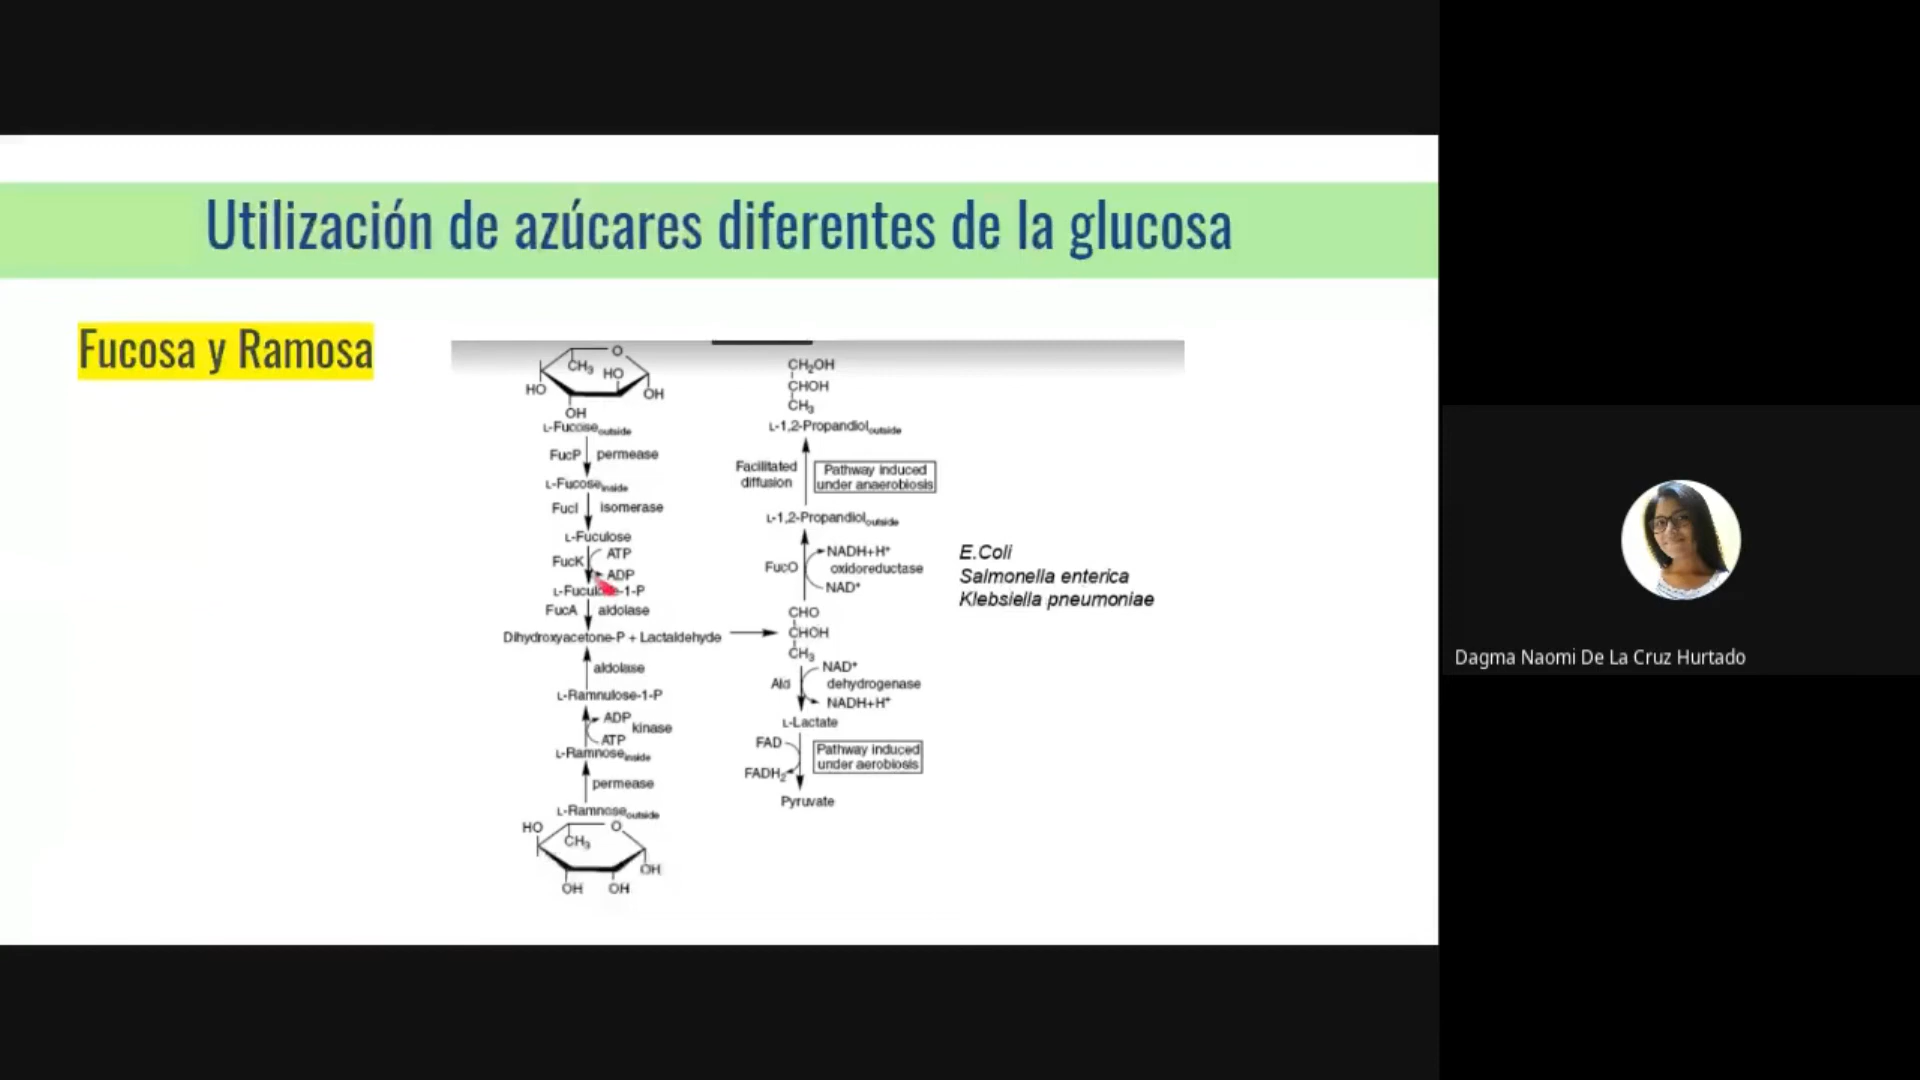 Utilización de azúcares diferentes de la glucosa
Fucosa y Ramosa
O
CH₃ HO
HO OH
OH
L-Fucose outside
FucP permease
L-Fucose inside
FucI isomerase
L-Fuculose
ATP
FucK
ADP
L-Fuculose-1-P
FucA aldolase
Dihydroxyacetone-P + Lactaldehyde
aldolase
L-Ramnulose-1-P
ADP
kinase
ATP
L-Ramnose inside
permease
L-Ramnose outside
HO O
CH₃
OH
OH OH
CH₂OH
CHOH
CH₃
L-1,2-Propandiol outside
Facilitated
diffusion
Pathway induced
under anaerobiosis
L-1,2-Propandiol outside
NADH+H⁺
FucO oxidoreductase
NAD⁺
CHO
CHOH
CH₃
NAD⁺
Ald dehydrogenase
NADH+H⁺
L-Lactate
FAD
FADH₂
Pathway induced
under aerobiosis
Pyruvate
E.Coli
Salmonella enterica
Klebsiella pneumoniae
Dagma Naomi De La Cruz Hurtado